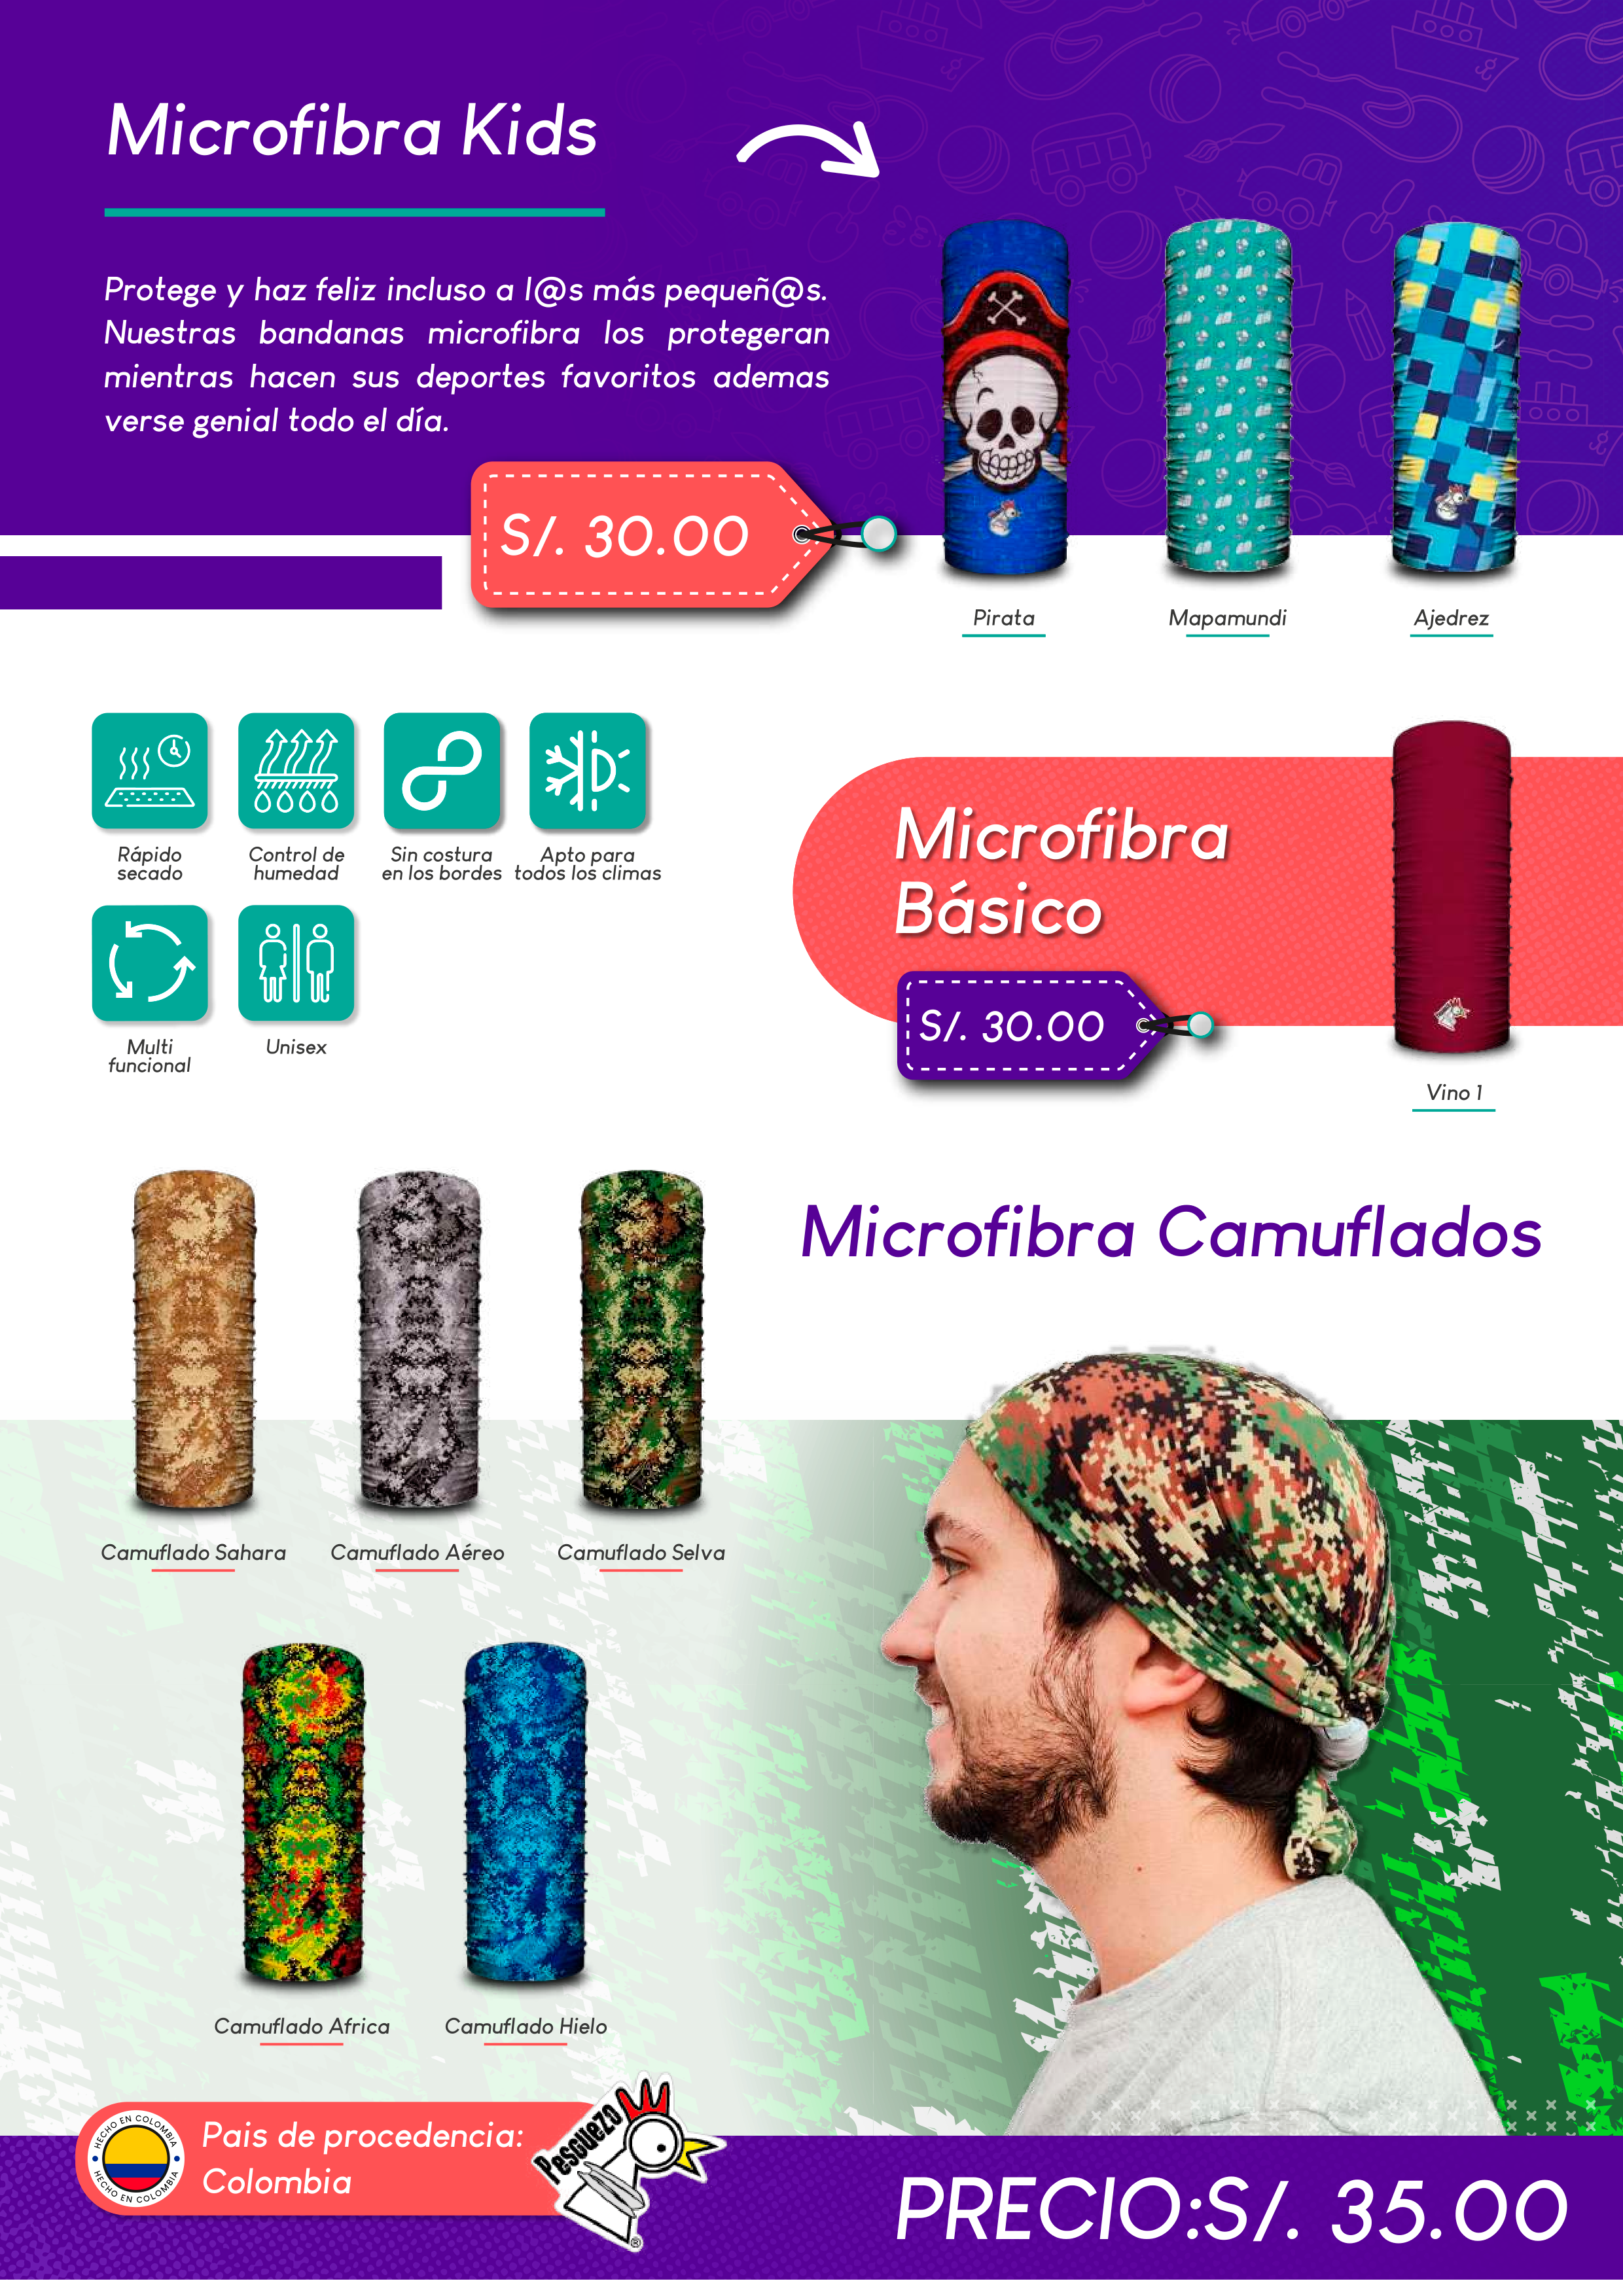 Microfibra Kids
Protege y haz feliz incluso a l@s más pequeñ@s.
Nuestras bandanas microfibra los protegeran
mientras hacen sus deportes favoritos ademas
verse genial todo el día.
S/. 30.00
Pirata
Mapamundi
Ajedrez
Rápido
secado
Control de
humedad
Sin costura
en los bordes
Apto para
todos los climas
Multi
funcional
Unisex
Microfibra
Básico
S/. 30.00
Vino 1
Microfibra Camuflados
Camuflado Sahara
Camuflado Aéreo
Camuflado Selva
Camuflado Africa
Camuflado Hielo
HECHO EN COLOMBIA
HECHO EN COLOMBIA
Pais de procedencia:
Colombia
Pescuezo
®
PRECIO:S/. 35.00